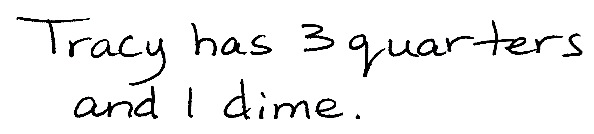 Tracy has 3 quarters
and 1 dime.